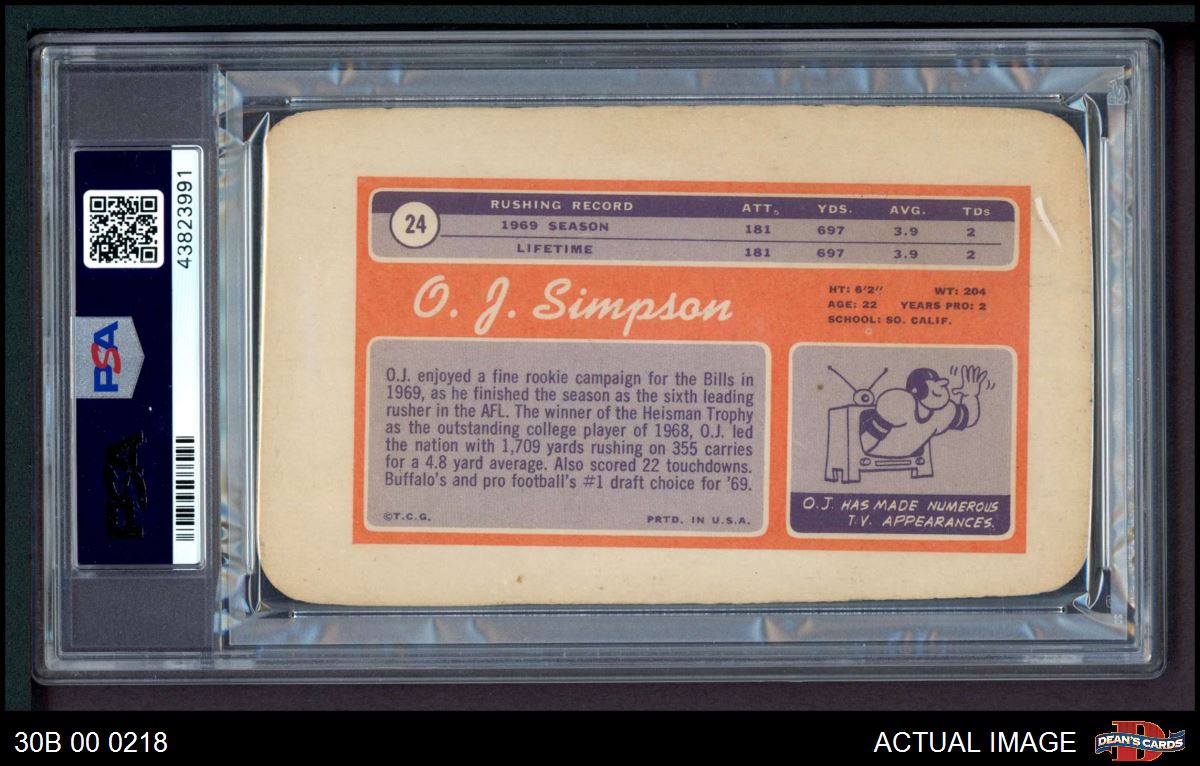 43823991
PSA
PSA
24
RUSHING RECORD ATT. YDS. AVG. TDs
1969 SEASON 181 697 3.9 2
LIFETIME 181 697 3.9 2
O. J. Simpson
HT: 6'2" WT: 204
AGE: 22 YEARS PRO: 2
SCHOOL: SO. CALIF.
O.J. enjoyed a fine rookie campaign for the Bills in
1969, as he finished the season as the sixth leading
rusher in the AFL. The winner of the Heisman Trophy
as the outstanding college player of 1968, O.J. led
the nation with 1,709 yards rushing on 355 carries
for a 4.8 yard average. Also scored 22 touchdowns.
Buffalo's and pro football's #1 draft choice for '69.
©T.C.G. PRTD. IN U.S.A.
O.J. HAS MADE NUMEROUS
T.V. APPEARANCES.
30B 00 0218
ACTUAL IMAGE
D
DEAN'S CARDS